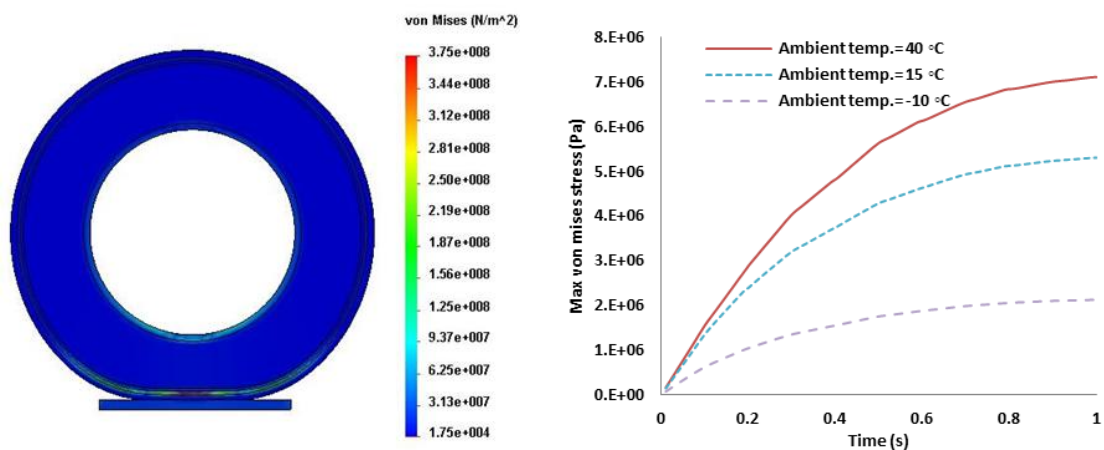 von Mises (N/m^2)
3.75e+008
3.44e+008
3.12e+008
2.81e+008
2.50e+008
2.19e+008
1.87e+008
1.56e+008
1.25e+008
9.37e+007
6.25e+007
3.13e+007
1.75e+004
Max von mises stress (Pa)
8.E+06
7.E+06
6.E+06
5.E+06
4.E+06
3.E+06
2.E+06
1.E+06
0.E+00
Ambient temp.= 40 ◦C
Ambient temp.= 15 ◦C
Ambient temp.= -10 ◦C
0 0.2 0.4 0.6 0.8 1
Time (s)